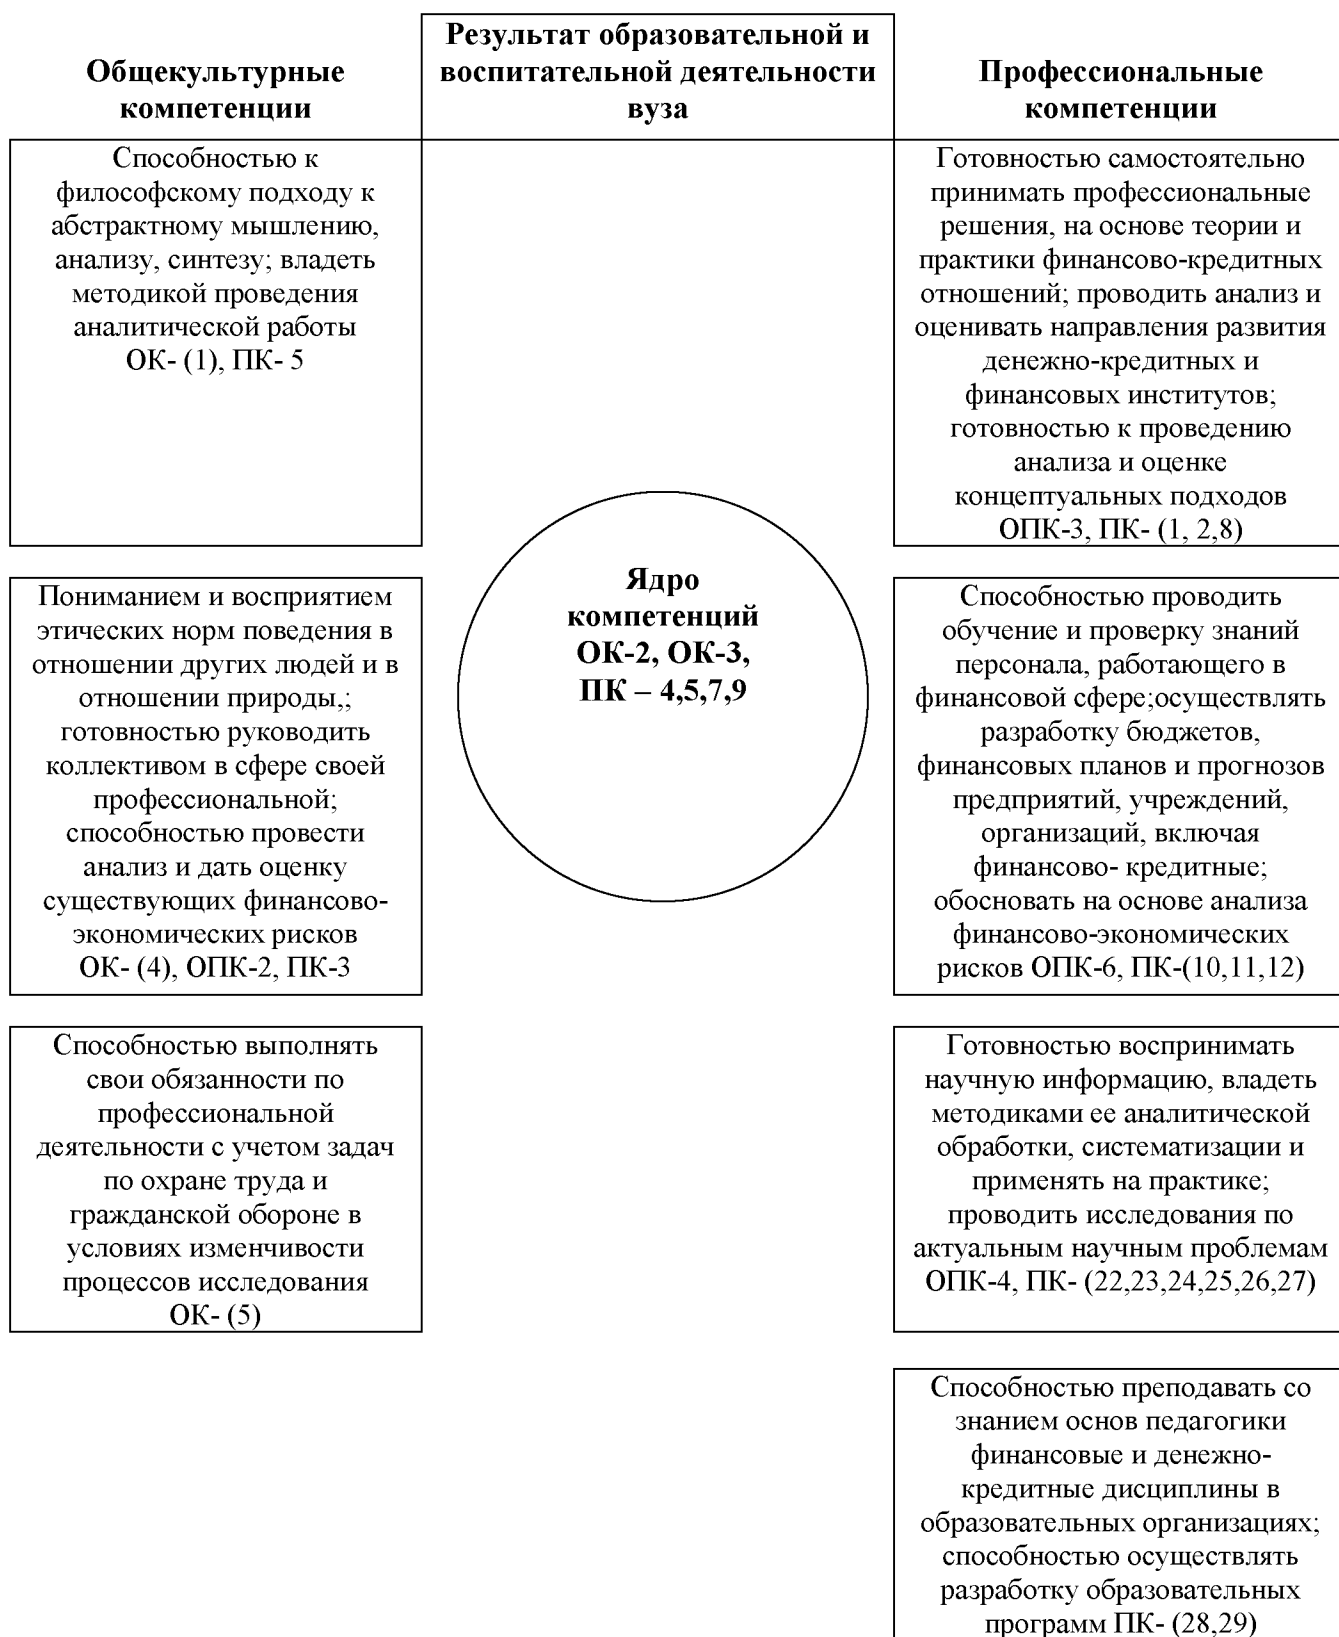 Общекультурные
компетенции
Результат образовательной и
воспитательной деятельности
вуза
Профессиональные
компетенции
Способностью к
философскому подходу к
абстрактному мышлению,
анализу, синтезу; владеть
методикой проведения
аналитической работы
ОК- (1), ПК- 5
Готовностью самостоятельно
принимать профессиональные
решения, на основе теории и
практики финансово-кредитных
отношений; проводить анализ и
оценивать направления развития
денежно-кредитных и
финансовых институтов;
готовностью к проведению
анализа и оценке
концептуальных подходов
ОПК-3, ПК- (1, 2,8)
Ядро
компетенций
ОК-2, ОК-3,
ПК – 4,5,7,9
Пониманием и восприятием
этических норм поведения в
отношении других людей и в
отношении природы,;
готовностью руководить
коллективом в сфере своей
профессиональной;
способностью провести
анализ и дать оценку
существующих финансово-
экономических рисков
ОК- (4), ОПК-2, ПК-3
Способностью проводить
обучение и проверку знаний
персонала, работающего в
финансовой сфере;осуществлять
разработку бюджетов,
финансовых планов и прогнозов
предприятий, учреждений,
организаций, включая
финансово- кредитные;
обосновать на основе анализа
финансово-экономических
рисков ОПК-6, ПК-(10,11,12)
Способностью выполнять
свои обязанности по
профессиональной
деятельности с учетом задач
по охране труда и
гражданской обороне в
условиях изменчивости
процессов исследования
ОК- (5)
Готовностью воспринимать
научную информацию, владеть
методиками ее аналитической
обработки, систематизации и
применять на практике;
проводить исследования по
актуальным научным проблемам
ОПК-4, ПК- (22,23,24,25,26,27)
Способностью преподавать со
знанием основ педагогики
финансовые и денежно-
кредитные дисциплины в
образовательных организациях;
способностью осуществлять
разработку образовательных
программ ПК- (28,29)